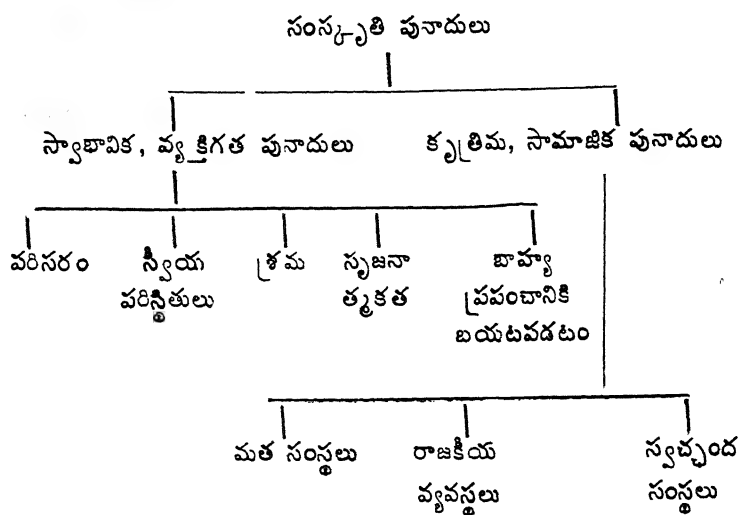 సంస్కృతి పునాదులు
స్వాభావిక, వ్యక్తిగత పునాదులు
కృత్రిమ, సామాజిక పునాదులు
పరిసరం
స్వీయ
పరిస్థితులు
శ్రమ
సృజనా
త్మకత
బాహ్య
ప్రపంచానికి
బయటపడటం
మత సంస్థలు
రాజకీయ
వ్యవస్థలు
స్వచ్ఛంద
సంస్థలు